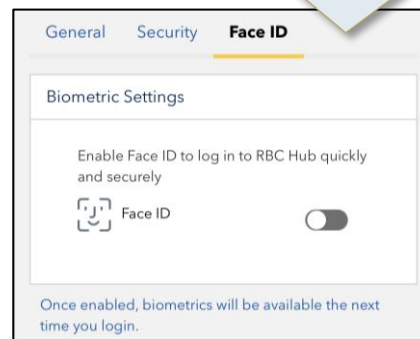 General Security Face ID
Biometric Settings
Enable Face ID to log in to RBC Hub quickly
and securely
Face ID
Once enabled, biometrics will be available the next
time you login.